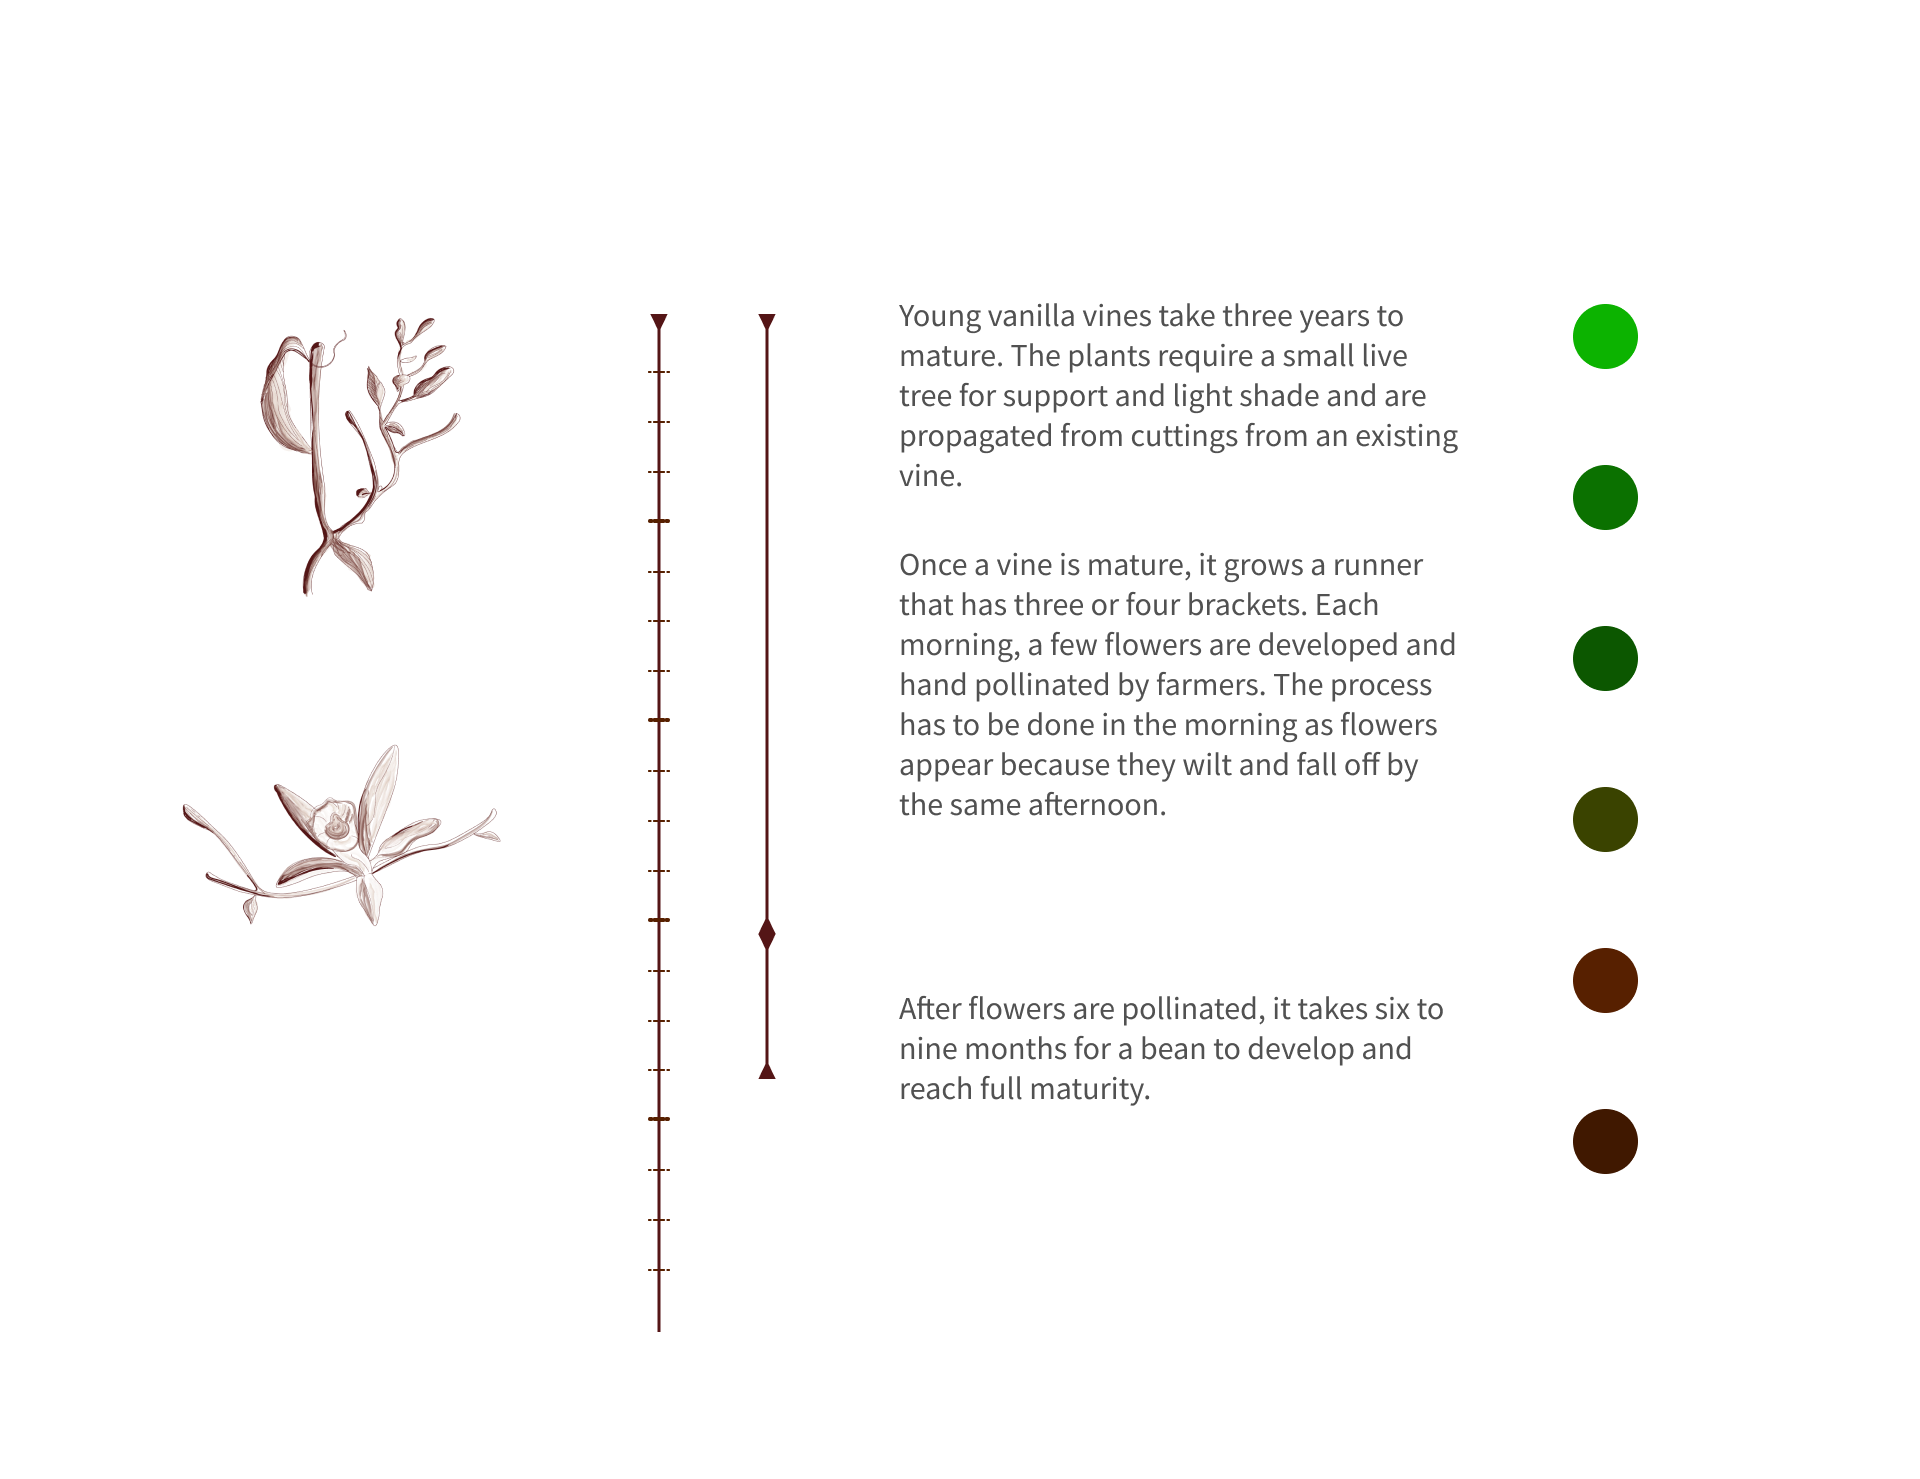 Young vanilla vines take three years to
mature. The plants require a small live
tree for support and light shade and are
propagated from cuttings from an existing
vine.
Once a vine is mature, it grows a runner
that has three or four brackets. Each
morning, a few flowers are developed and
hand pollinated by farmers. The process
has to be done in the morning as flowers
appear because they wilt and fall off by
the same afternoon.
After flowers are pollinated, it takes six to
nine months for a bean to develop and
reach full maturity.